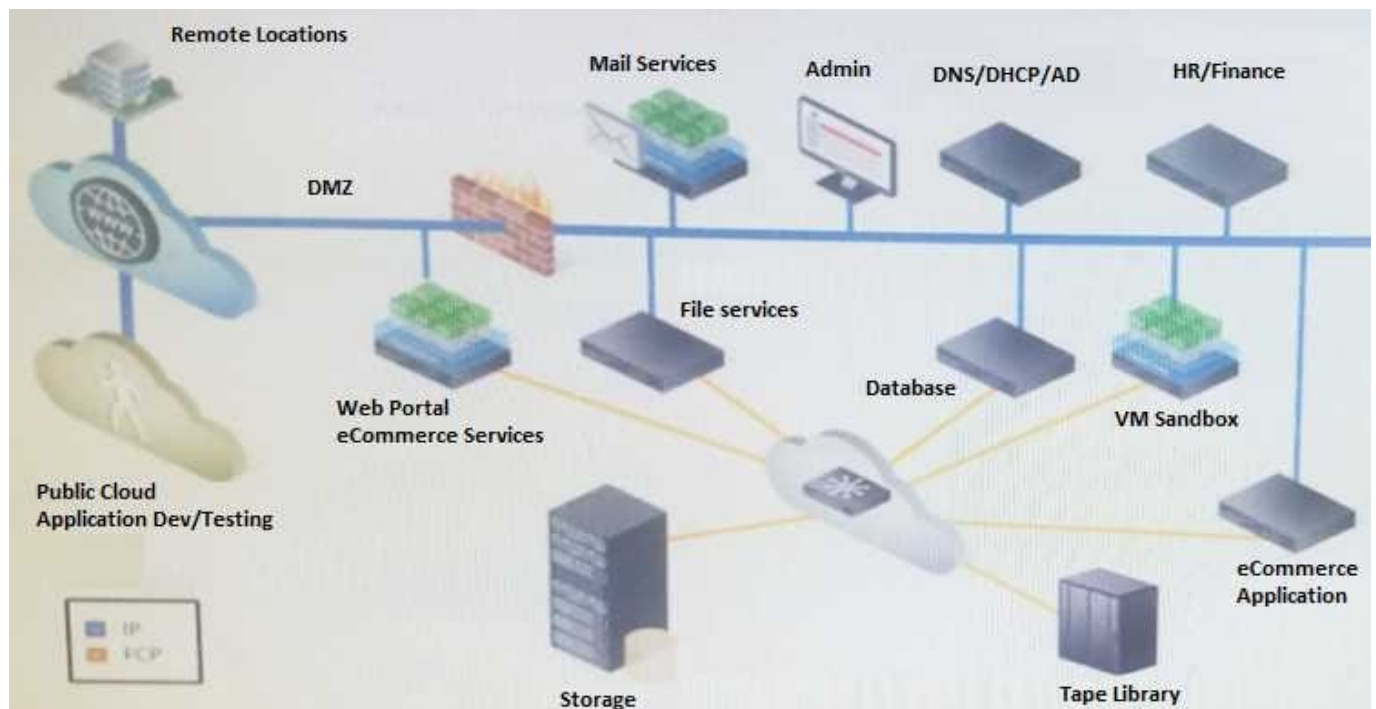 Remote Locations
Mail Services
Admin
DNS/DHCP/AD
HR/Finance
DMZ
File services
Database
Web Portal
eCommerce Services
VM Sandbox
Public Cloud
Application Dev/Testing
eCommerce
Application
IP
FCP
Storage
Tape Library